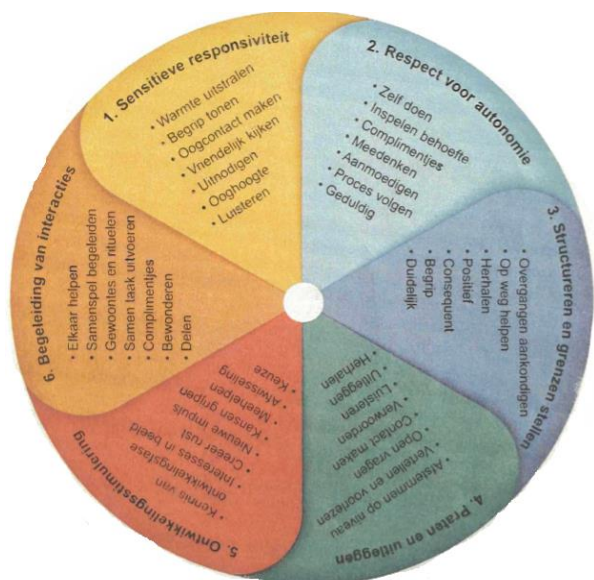 1. Sensitieve responsiviteit
• Warmte uitstralen
• Begrip tonen
• Oogcontact maken
• Vriendelijk kijken
• Uitnodigen
• Ooghoogte
• Luisteren
2. Respect voor autonomie
• Zelf doen
• Inspelen behoefte
• Complimentjes
• Meedenken
• Aanmoedigen
• Proces volgen
• Geduldig
3. Structureren en grenzen stellen
• Overgangen aankondigen
• Op weg helpen
• Herhalen
• Positief
• Consequent
• Begrip
• Duidelijk
4. Praten en uitleggen
• Afstemmen op niveau
• Vertellen en voorlezen
• Open vragen
• Contact maken
• Verwoorden
• Luisteren
• Uitleggen
• Herhalen
5. Ontwikkelingsstimulering
• Kennis van
ontwikkelingsfase
• Interesses in beeld
• Creëer rust
• Nieuwe impuls
• Kansen grijpen
• Meehelpen
• Afwisseling
• Keuze
6. Begeleiding van interacties
• Elkaar helpen
• Samenspel begeleiden
• Gewoontes en rituelen
• Samen taak uitvoeren
• Complimentjes
• Bewonderen
• Delen